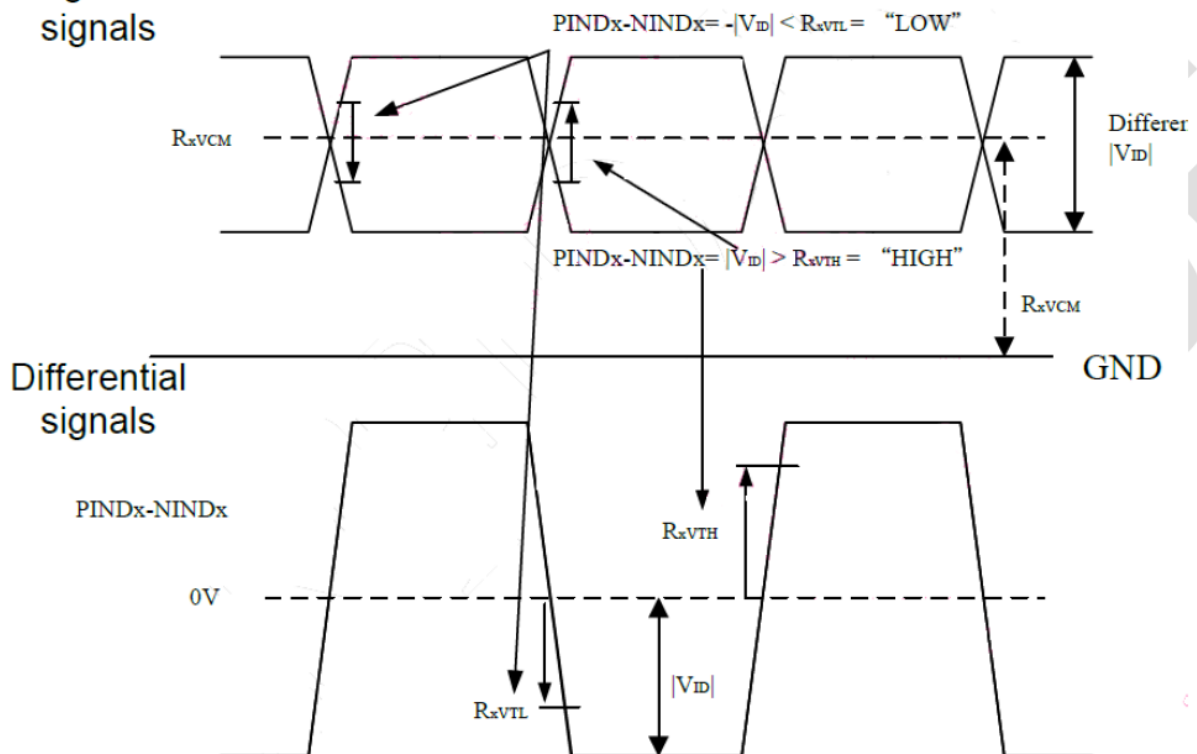 signals
PINDx-NINDx= -|VID| < RxVTL = “LOW”
RxVCM
|VID|
PINDx-NINDx= |VID| > RxVTH = “HIGH”
RxVCM
GND
Differential
signals
PINDx-NINDx
RxVTH
0V
|VID|
RxVTL